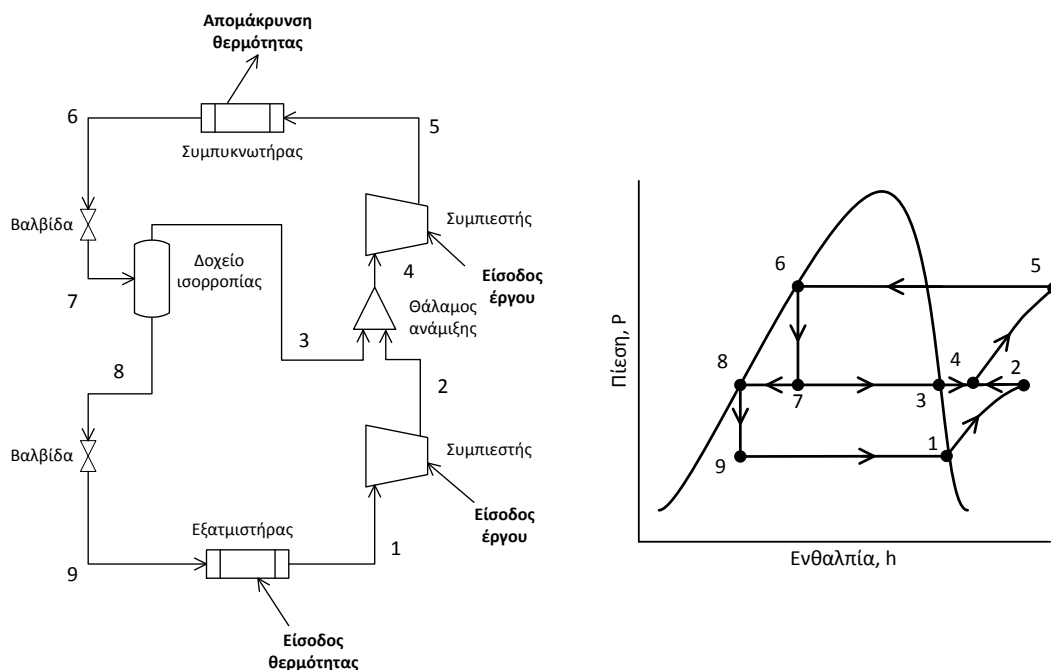 Απομάκρυνση
θερμότητας
6
5
Συμπυκνωτήρας
Βαλβίδα
Συμπιεστής
Δοχείο
ισορροπίας
4
Είσοδος
έργου
7
Θάλαμος
ανάμιξης
3
8
2
Βαλβίδα
Συμπιεστής
Είσοδος
έργου
Εξατμιστήρας
1
9
Είσοδος
θερμότητας
Πίεση, P
6
5
8
4
2
7
3
1
9
Ενθαλπία, h